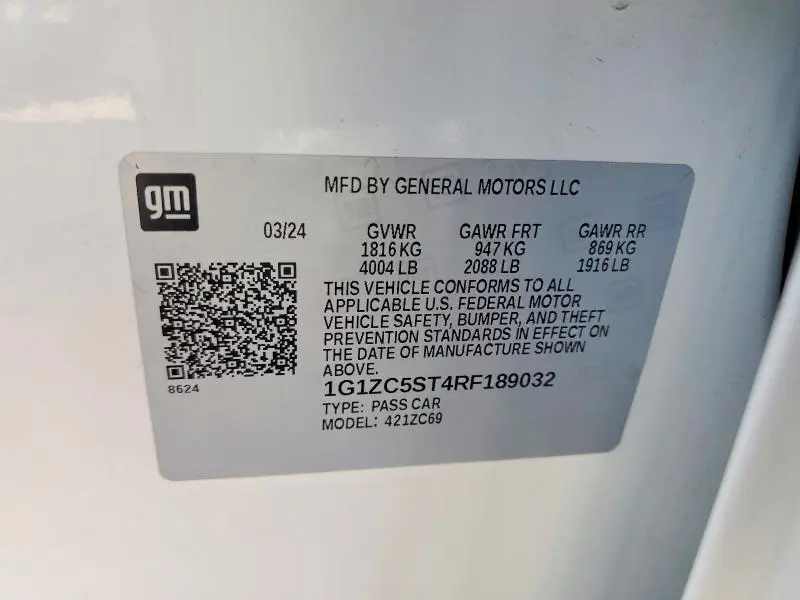 gm
MFD BY GENERAL MOTORS LLC
03/24 GVWR GAWR FRT GAWR RR
1816 KG 947 KG 869 KG
4004 LB 2088 LB 1916 LB
THIS VEHICLE CONFORMS TO ALL
APPLICABLE U.S. FEDERAL MOTOR
VEHICLE SAFETY, BUMPER, AND THEFT
PREVENTION STANDARDS IN EFFECT ON
THE DATE OF MANUFACTURE SHOWN
ABOVE.
8624
1G1ZC5ST4RF189032
TYPE: PASS CAR
MODEL: 421ZC69